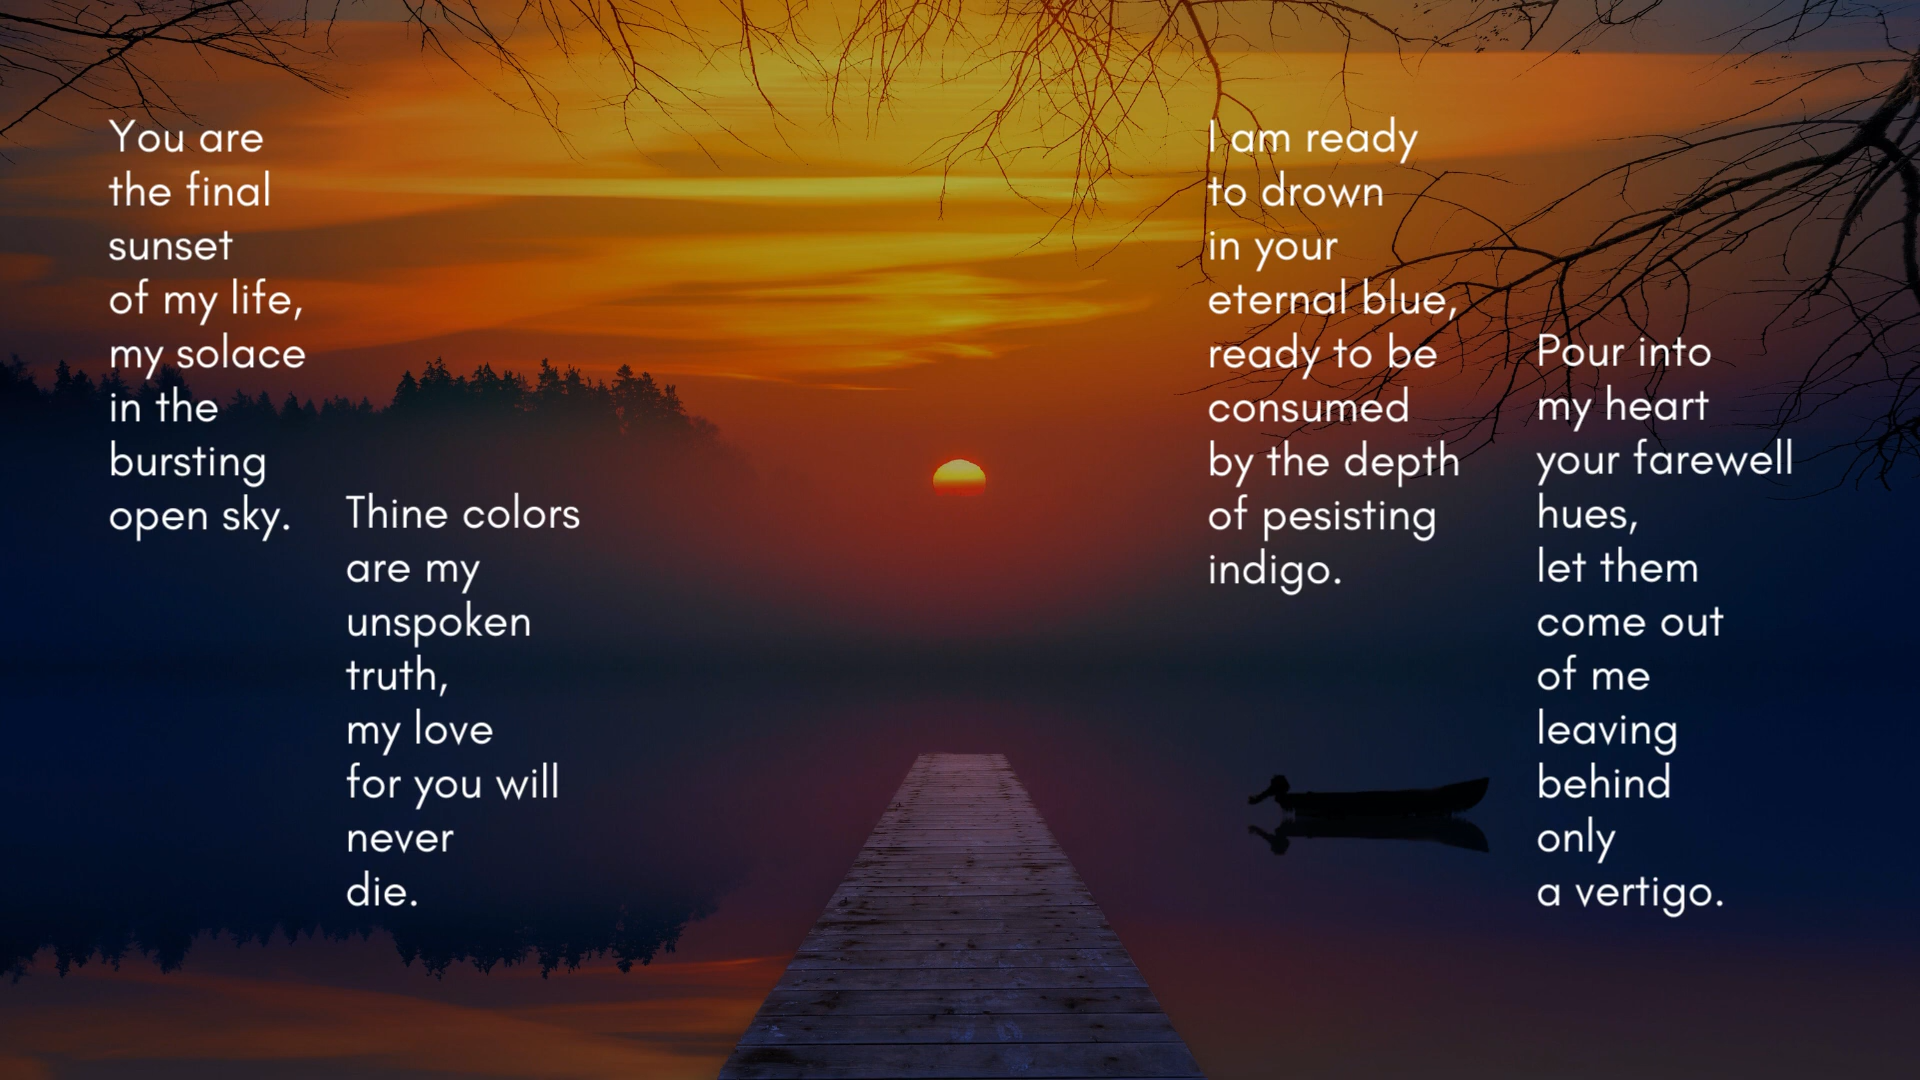 You are
the final
sunset
of my life,
my solace
in the
bursting
open sky.
Thine colors
are my
unspoken
truth,
my love
for you will
never
die.
I am ready
to drown
in your
eternal blue,
ready to be
consumed
by the depth
of pesisting
indigo.
Pour into
my heart
your farewell
hues,
let them
come out
of me
leaving
behind
only
a vertigo.